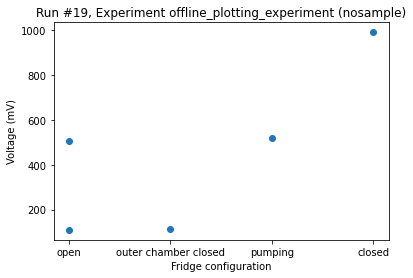 Run #19, Experiment offline_plotting_experiment (nosample)
1000
800
600
400
200
Voltage (mV)
open
outer chamber closed
pumping
closed
Fridge configuration